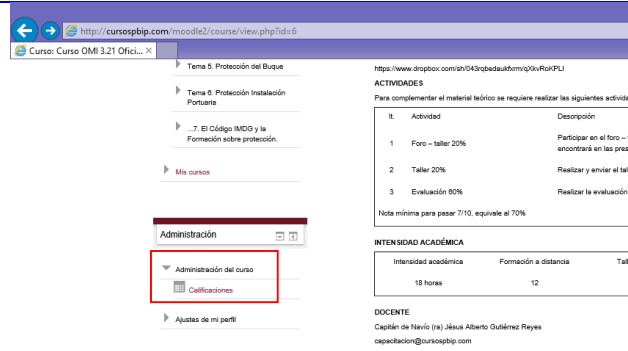 http://cursospbip.com/moodle2/course/view.php?id=6
Curso: Curso OMI 3.21 Ofici...
Tema 5. Protección del Buque
Tema 6. Protección Instalación
Portuaria
...7. El Código IMDG y la
Formación sobre protección.
Mis cursos
Administración
Administración del curso
Calificaciones
Ajustes de mi perfil
https://www.dropbox.com/sh/043rqbedaukfxrm/qXkvRoKPLI
ACTIVIDADES
Para complementar el material teórico se requiere realizar las siguientes activida
It. Actividad Descripción
Participar en el foro –
1 Foro – taller 20%
encontrará en las pres
2 Taller 20% Realizar y enviar el tal
3 Evaluación 60% Realizar la evaluación
Nota mínima para pasar 7/10, equivale al 70%
INTENSIDAD ACADÉMICA
Intensidad académica Formación a distancia Tall
18 horas 12
DOCENTE
Capitán de Navío (ra) Jésus Alberto Gutiérrez Reyes
capacitacion@cursospbip.com